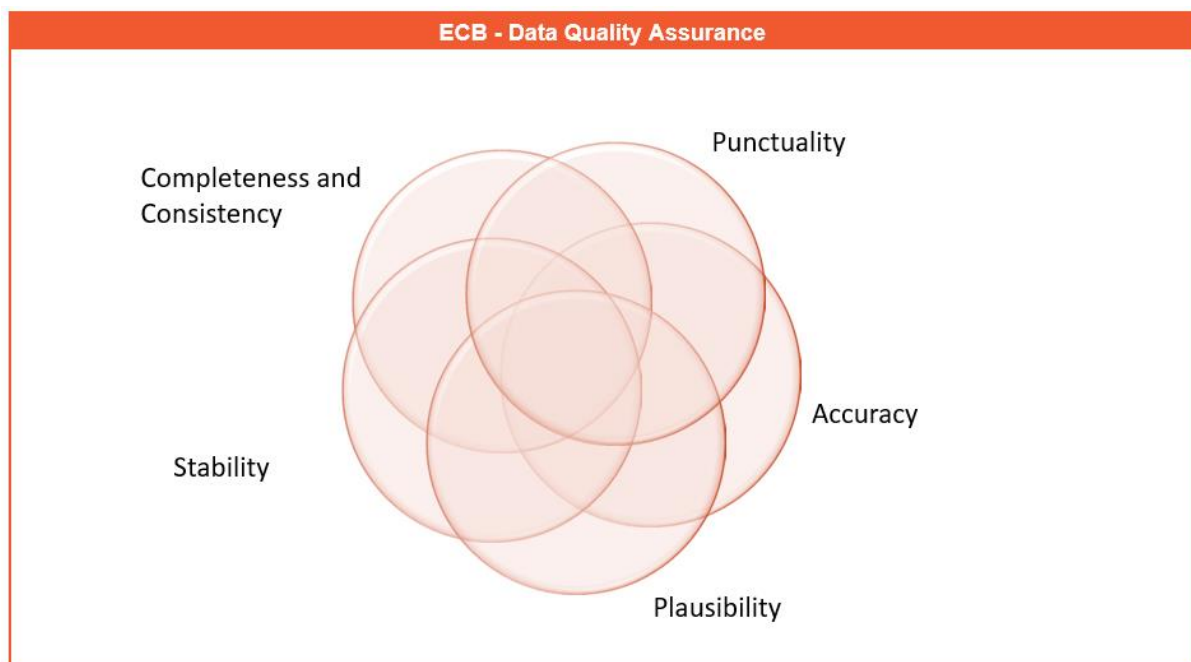 ECB - Data Quality Assurance
Punctuality
Completeness and
Consistency
Accuracy
Stability
Plausibility